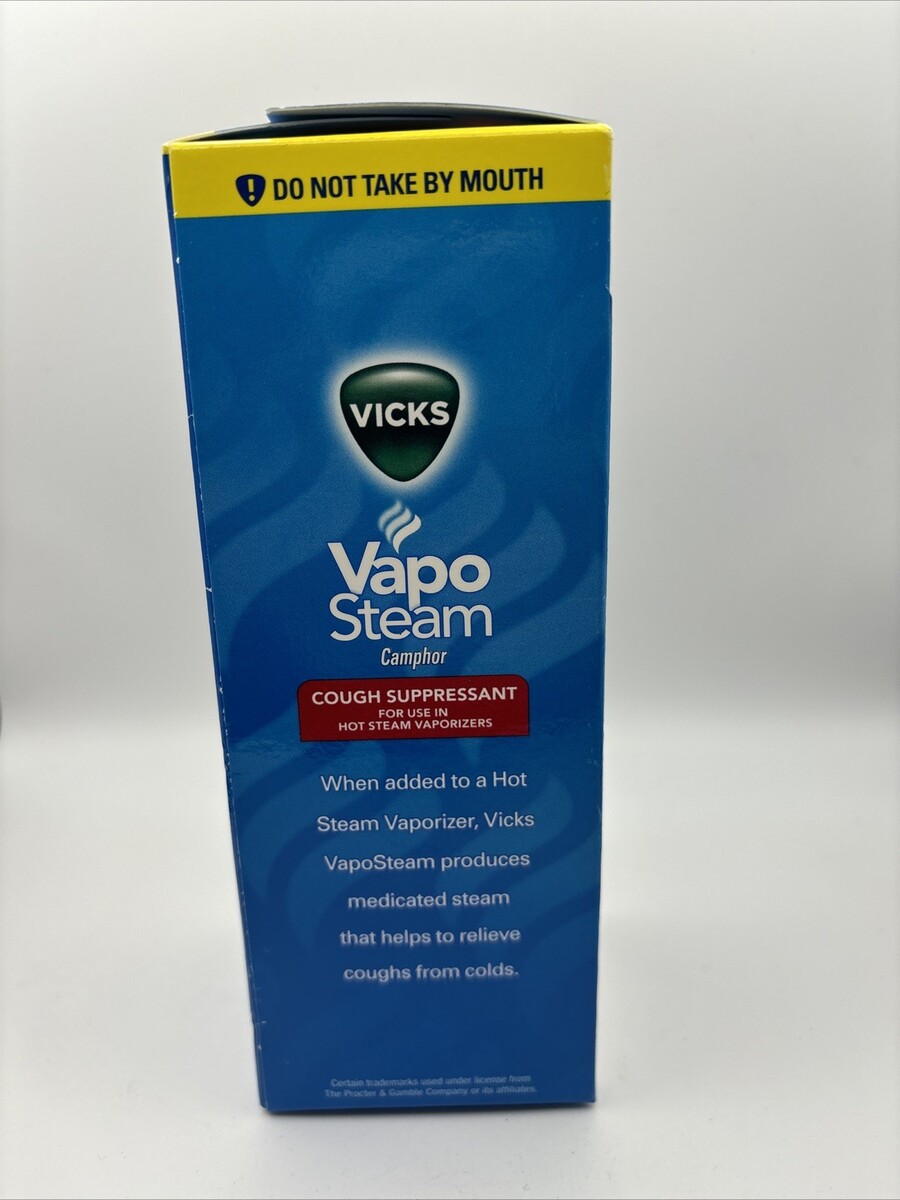 DO NOT TAKE BY MOUTH
VICKS
Vapo
Steam
Camphor
COUGH SUPPRESSANT
FOR USE IN
HOT STEAM VAPORIZERS
When added to a Hot
Steam Vaporizer, Vicks
VapoSteam produces
medicated steam
that helps to relieve
coughs from colds.
Certain trademarks used under license from
The Procter & Gamble Company or its affiliates.